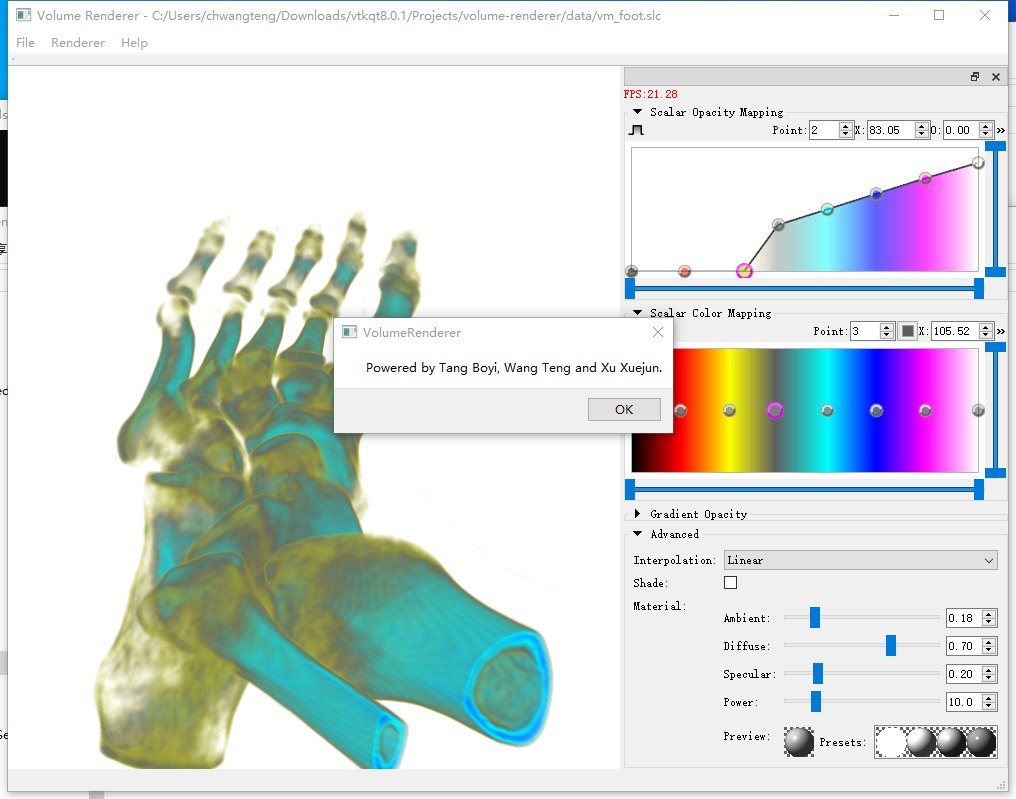 Volume Renderer - C:/Users/chwangteng/Downloads/vtkqt8.0.1/Projects/volume-renderer/data/vm_foot.slc
File Renderer Help
FPS:21.28
Scalar Opacity Mapping
Point: 2 X: 83.05 O: 0.00 »
Scalar Color Mapping
Point: 3 X: 105.52 »
VolumeRenderer
Powered by Tang Boyi, Wang Teng and Xu Xuejun.
OK
Gradient Opacity
Advanced
Interpolation: Linear
Shade:
Material:
Ambient: 0.18
Diffuse: 0.70
Specular: 0.20
Power: 10.0
Preview: Presets: